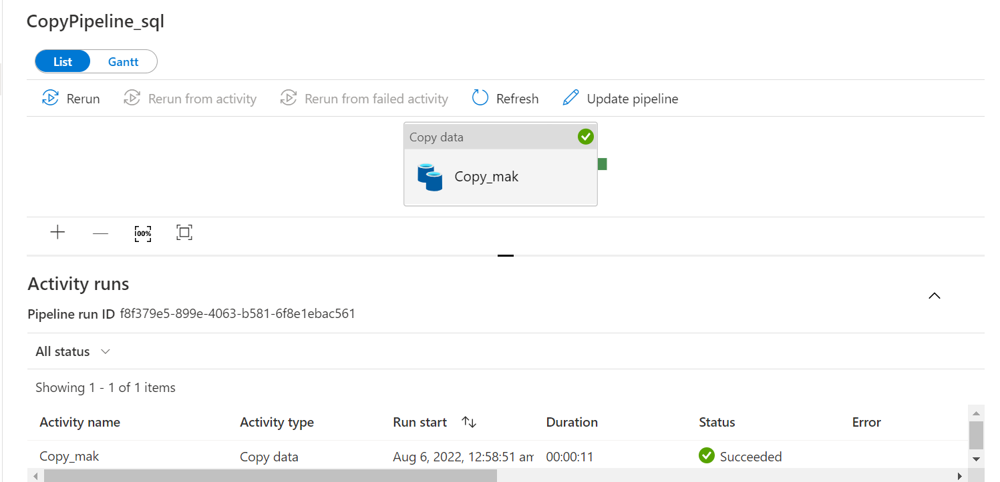 CopyPipeline_sql
List Gantt
Rerun Rerun from activity Rerun from failed activity Refresh Update pipeline
Copy data
Copy_mak
100%
Activity runs
Pipeline run ID f8f379e5-899e-4063-b581-6f8e1ebac561
All status
Showing 1 - 1 of 1 items
Activity name Activity type Run start Duration Status Error
Copy_mak Copy data Aug 6, 2022, 12:58:51 am 00:00:11 Succeeded